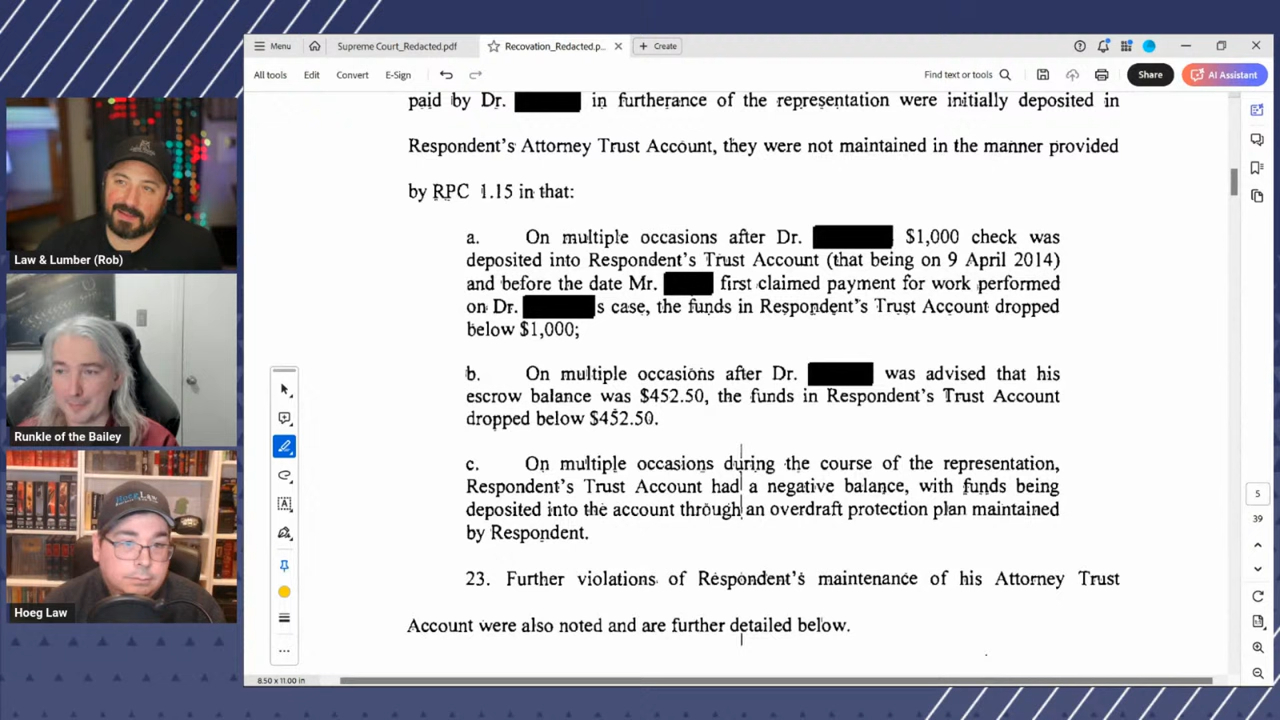 Menu
Supreme Court_Redacted.pdf
Recovation_Redacted.p...
Create
All tools
Edit
Convert
E-Sign
Find text or tools
Share
AI Assistant
paid by Dr. in furtherance of the representation were initially deposited in
Respondent's Attorney Trust Account, they were not maintained in the manner provided
by RPC 1.15 in that:
a. On multiple occasions after Dr. $1,000 check was
deposited into Respondent's Trust Account (that being on 9 April 2014)
and before the date Mr. first claimed payment for work performed
on Dr. s case, the funds in Respondent's Trust Account dropped
below $1,000;
b. On multiple occasions after Dr. was advised that his
escrow balance was $452.50, the funds in Respondent's Trust Account
dropped below $452.50.
c. On multiple occasions during the course of the representation,
Respondent's Trust Account had a negative balance, with funds being
deposited into the account through an overdraft protection plan maintained
by Respondent.
23. Further violations of Respondent's maintenance of his Attorney Trust
Account were also noted and are further detailed below.
5
39
8.50 x 11.00 in
Law & Lumber (Rob)
Runkle of the Bailey
Hoeg Law